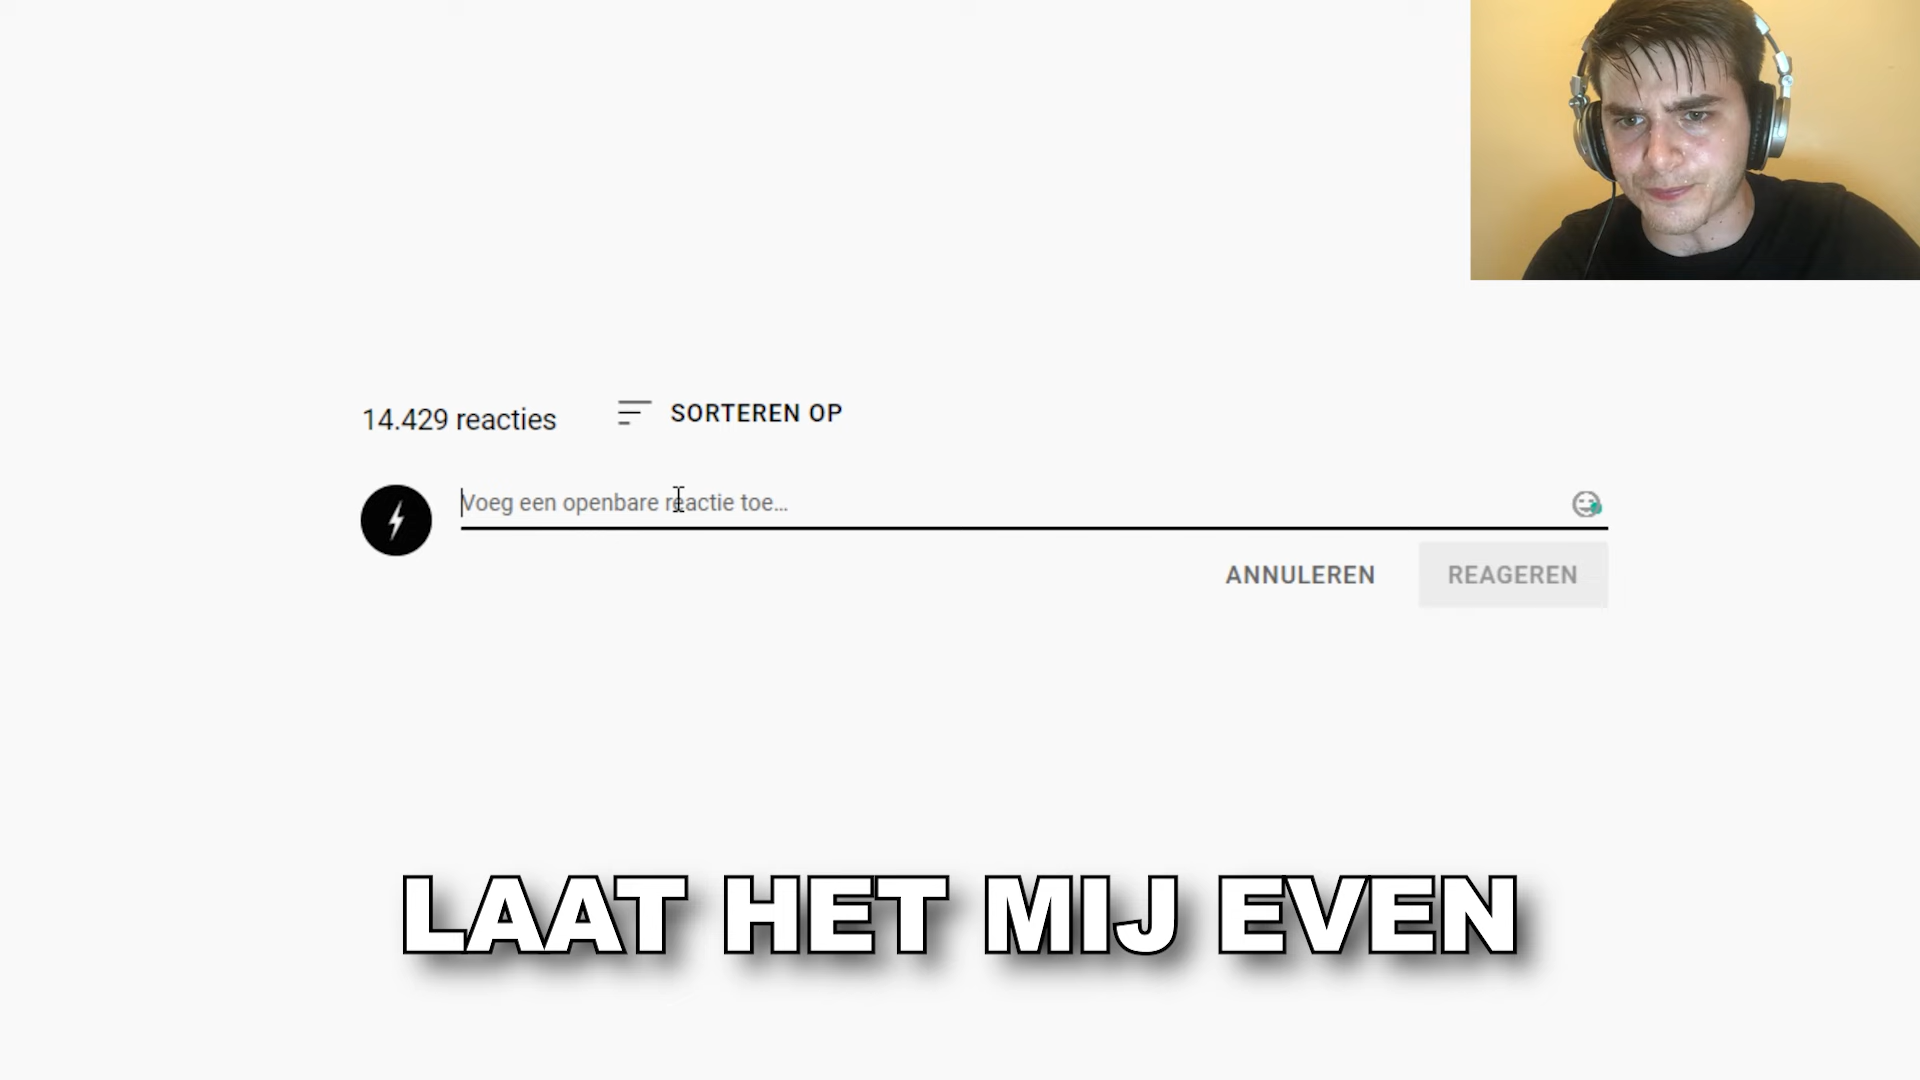 14.429 reacties
SORTEREN OP
Voeg een openbare reactie toe...
ANNULEREN
REAGEREN
LAAT HET MIJ EVEN